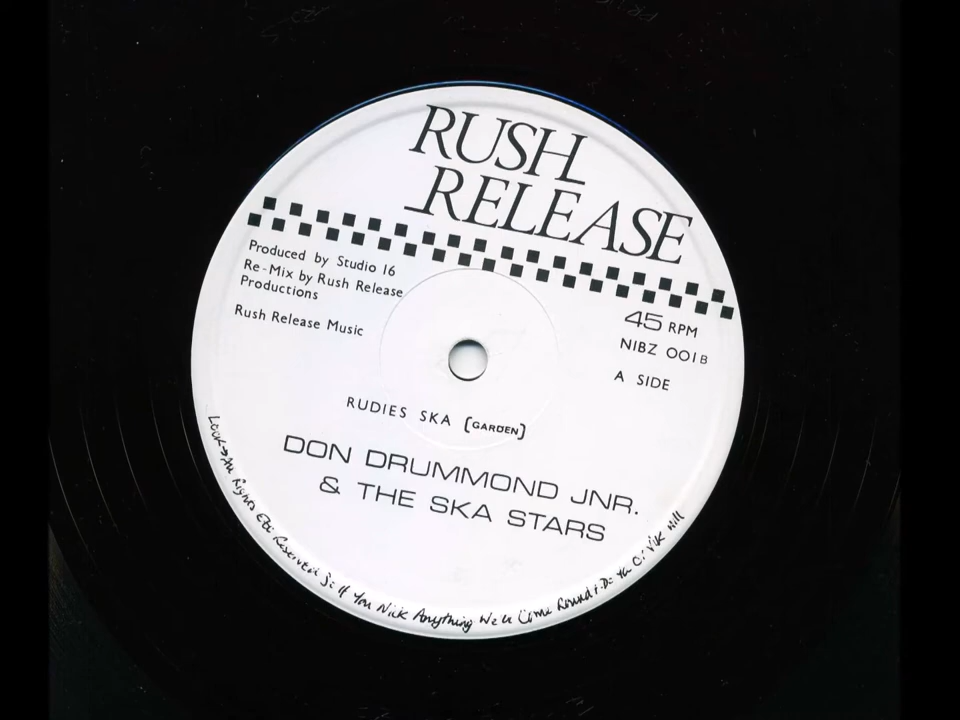 RUSH
RELEASE
Produced by Studio 16
Re-Mix by Rush Release
Productions
Rush Release Music
45 RPM
NIBZ 001B
A SIDE
RUDIES SKA [GARDEN]
DON DRUMMOND JNR.
& THE SKA STARS
LOOK → All Rights Etc Reserved If You Nick Anything We'll Come Round